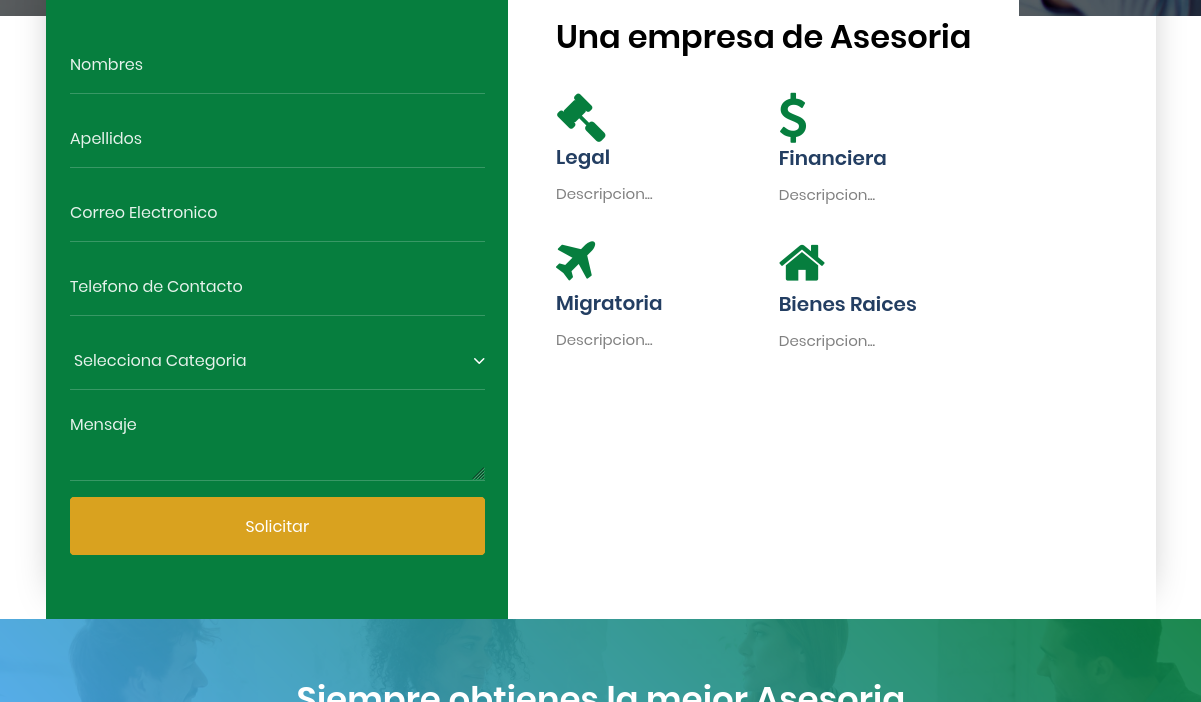 Nombres
Apellidos
Correo Electronico
Telefono de Contacto
Selecciona Categoria
Mensaje
Solicitar
Una empresa de Asesoria
Legal
Descripcion...
Financiera
Descripcion...
Migratoria
Descripcion...
Bienes Raices
Descripcion...
Siempre obtienes la mejor Asesoria